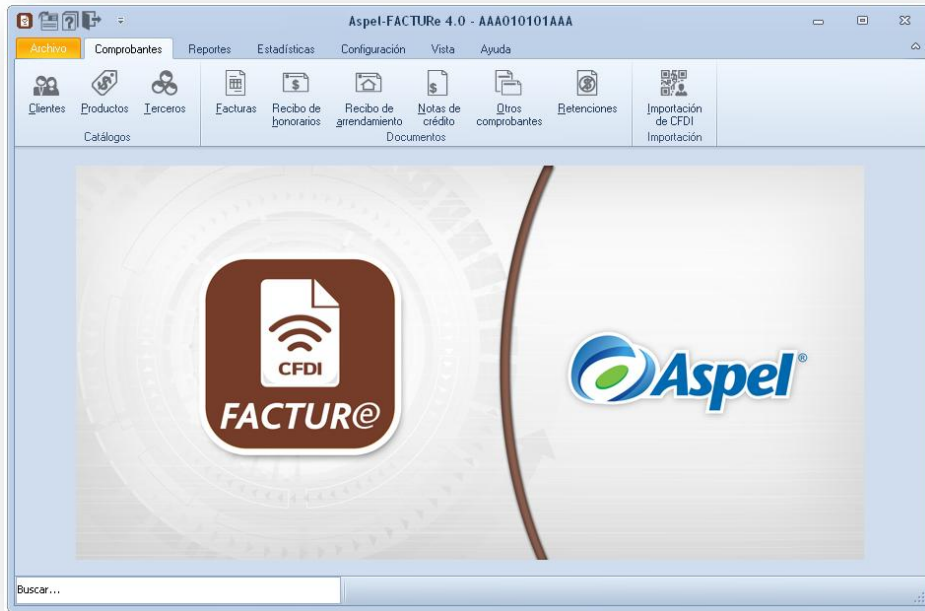 Aspel-FACTURe 4.0 - AAA010101AAA
Archivo Comprobantes Reportes Estadísticas Configuración Vista Ayuda
Clientes Productos Terceros Facturas Recibo de honorarios Recibo de arrendamiento Notas de crédito Otros comprobantes Retenciones Importación de CFDI
Catálogos Documentos Importación
CFDI
FACTUR@
Aspel®
Buscar...